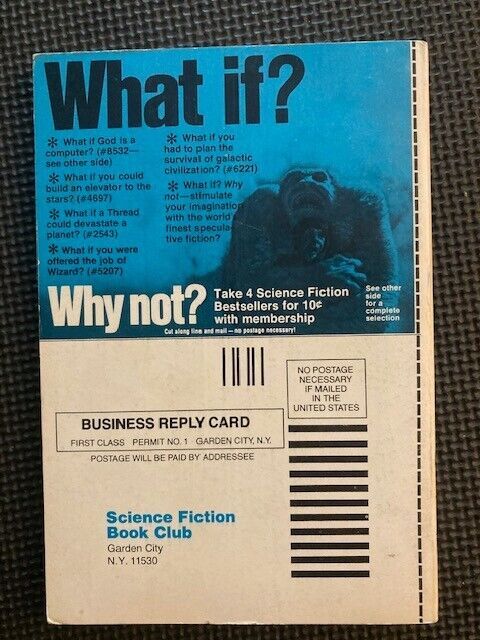 What if?
* What if God is a
computer? (#8532—
see other side)
* What if you could
build an elevator to the
stars? (#4697)
* What if a Thread
could devastate a
planet? (#2543)
* What if you were
offered the job of
Wizard? (#5207)
* What if you
had to plan the
survival of galactic
civilization? (#6221)
* What if? Why
not—stimulate
your imagination
with the world's
finest specula-
tive fiction?
Why not?
Take 4 Science Fiction
Bestsellers for 10¢
with membership
See other
side
for a
complete
selection
Cut along line and mail — no postage necessary!
NO POSTAGE
NECESSARY
IF MAILED
IN THE
UNITED STATES
BUSINESS REPLY CARD
FIRST CLASS PERMIT NO. 1 GARDEN CITY, N.Y.
POSTAGE WILL BE PAID BY ADDRESSEE
Science Fiction
Book Club
Garden City
N.Y. 11530